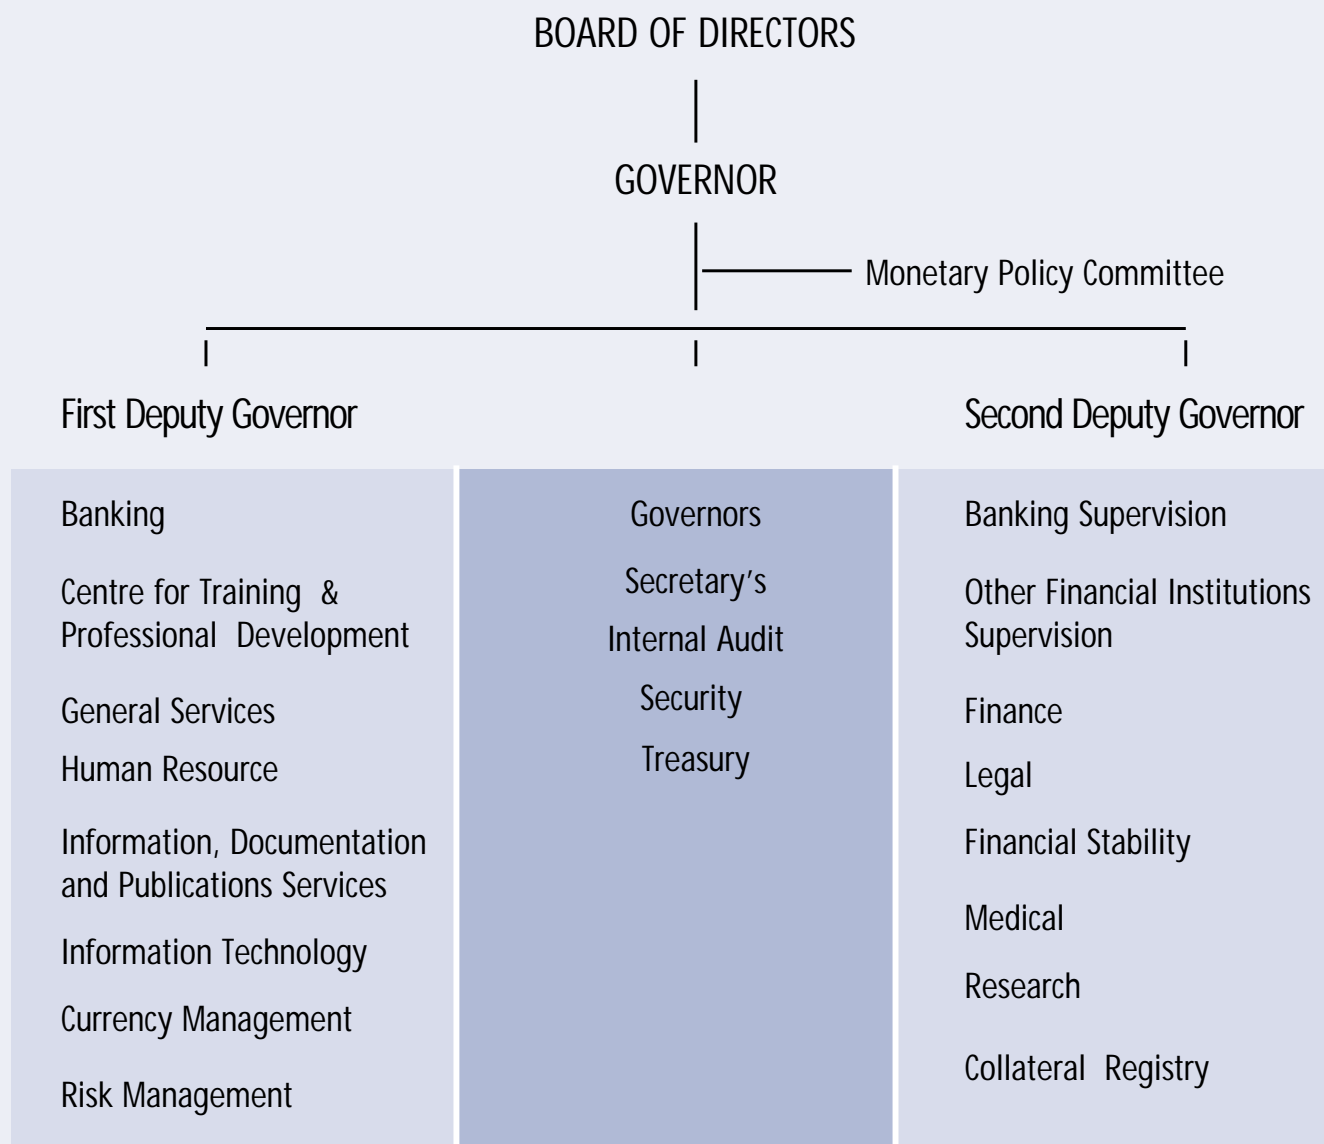 BOARD OF DIRECTORS
GOVERNOR
Monetary Policy Committee
First Deputy Governor
Banking
Centre for Training & 
Professional Development
General Services
Human Resource
Information, Documentation
and Publications Services
Information Technology
Currency Management
Risk Management
Governors
Secretary’s
Internal Audit
Security
Treasury
Second Deputy Governor
Banking Supervision
Other Financial Institutions
Supervision
Finance
Legal
Financial Stability
Medical
Research
Collateral Registry